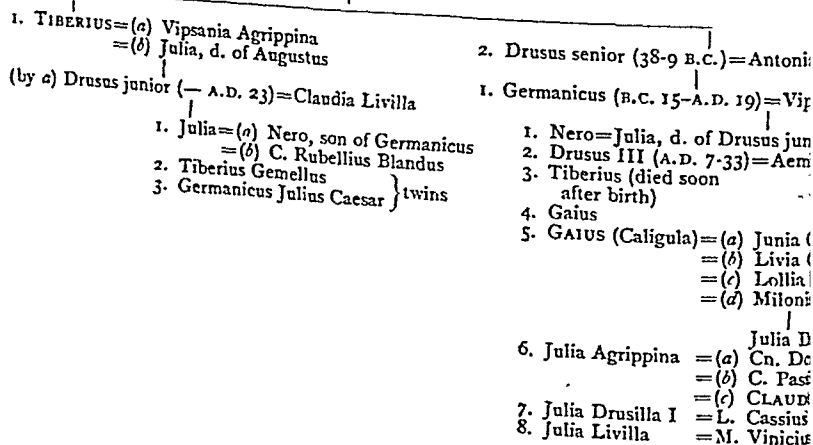 1. TIBERIUS=(a) Vipsania Agrippina
=(b) Julia, d. of Augustus
(by a) Drusus junior (— A.D. 23)=Claudia Livilla
1. Julia=(a) Nero, son of Germanicus
=(b) C. Rubellius Blandus
2. Tiberius Gemellus
3. Germanicus Julius Caesar } twins
2. Drusus senior (38-9 B.C.)=Antoni
1. Germanicus (B.C. 15-A.D. 19)=Vip
1. Nero=Julia, d. of Drusus jun
2. Drusus III (A.D. 7-33)=Aem
3. Tiberius (died soon
after birth)
4. Gaius
5. GAIUS (Caligula)=(a) Junia
=(b) Livia
=(c) Lollia
=(d) Miloni
Julia D
6. Julia Agrippina =(a) Cn. Do
=(b) C. Pass
=(c) CLAUD
7. Julia Drusilla I =L. Cassius
8. Julia Livilla =M. Vinicius